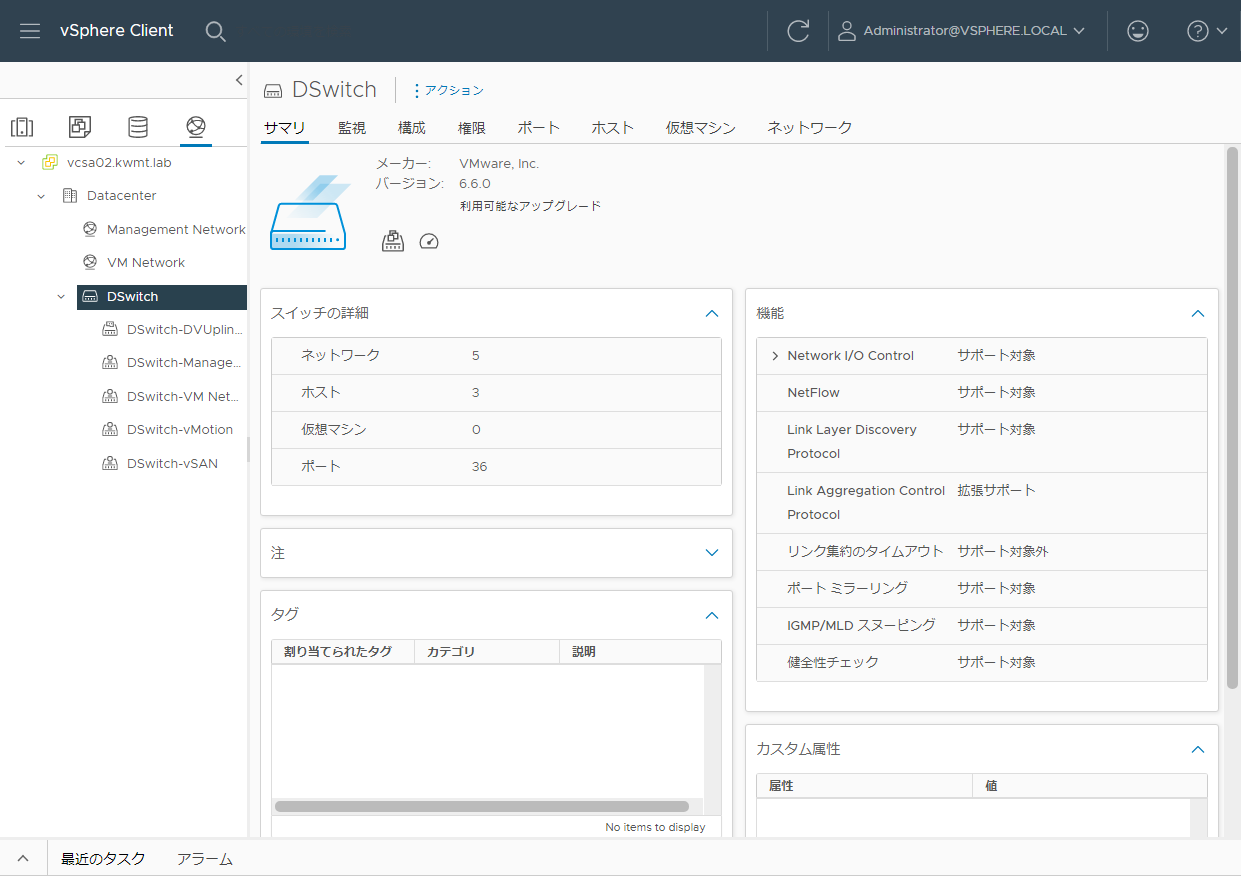 vSphere Client
Administrator@VSPHERE.LOCAL
DSwitch
アクション
サマリ 監視 構成 権限 ポート ホスト 仮想マシン ネットワーク
vcsa02.kwmt.lab
Datacenter
Management Network
VM Network
DSwitch
DSwitch-DVUplin...
DSwitch-Manage...
DSwitch-VM Net...
DSwitch-vMotion
DSwitch-vSAN
メーカー: VMware, Inc.
バージョン: 6.6.0
利用可能なアップグレード
スイッチの詳細
ネットワーク 5
ホスト 3
仮想マシン 0
ポート 36
注
タグ
割り当てられたタグ カテゴリ 説明
No items to display
機能
Network I/O Control サポート対象
NetFlow サポート対象
Link Layer Discovery サポート対象
Protocol
Link Aggregation Control 拡張サポート
Protocol
リンク集約のタイムアウト サポート対象外
ポート ミラーリング サポート対象
IGMP/MLD スヌーピング サポート対象
健全性チェック サポート対象
カスタム属性
属性 値
最近のタスク アラーム